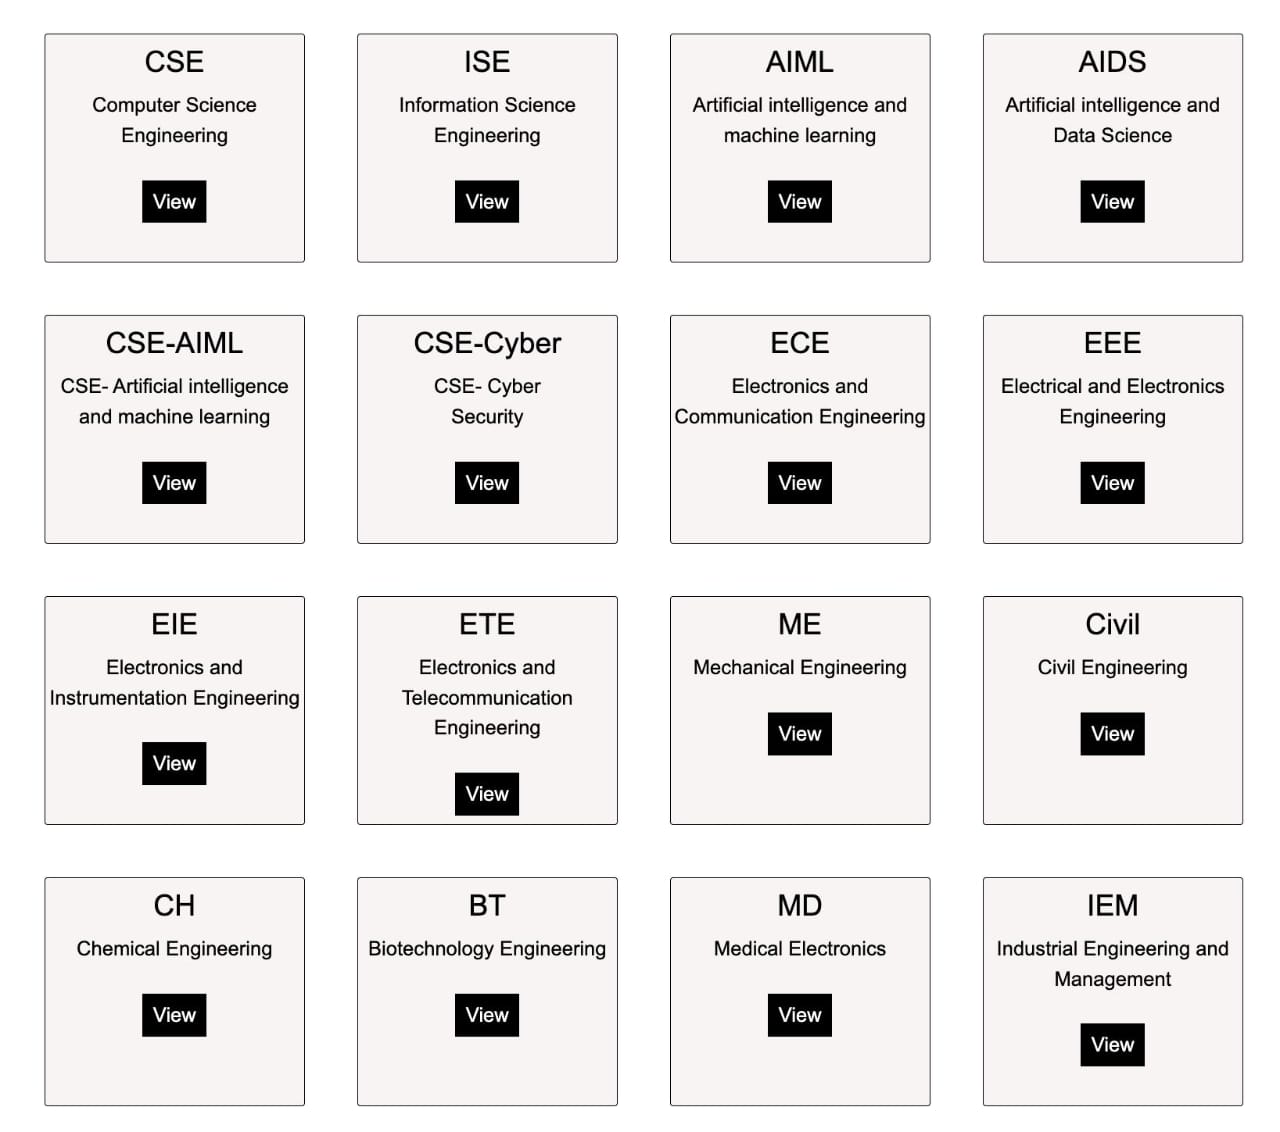 CSE
Computer Science
Engineering
View
ISE
Information Science
Engineering
View
AIML
Artificial intelligence and
machine learning
View
AIDS
Artificial intelligence and
Data Science
View
CSE-AIML
CSE- Artificial intelligence
and machine learning
View
CSE-Cyber
CSE- Cyber
Security
View
ECE
Electronics and
Communication Engineering
View
EEE
Electrical and Electronics
Engineering
View
EIE
Electronics and
Instrumentation Engineering
View
ETE
Electronics and
Telecommunication
Engineering
View
ME
Mechanical Engineering
View
Civil
Civil Engineering
View
CH
Chemical Engineering
View
BT
Biotechnology Engineering
View
MD
Medical Electronics
View
IEM
Industrial Engineering and
Management
View